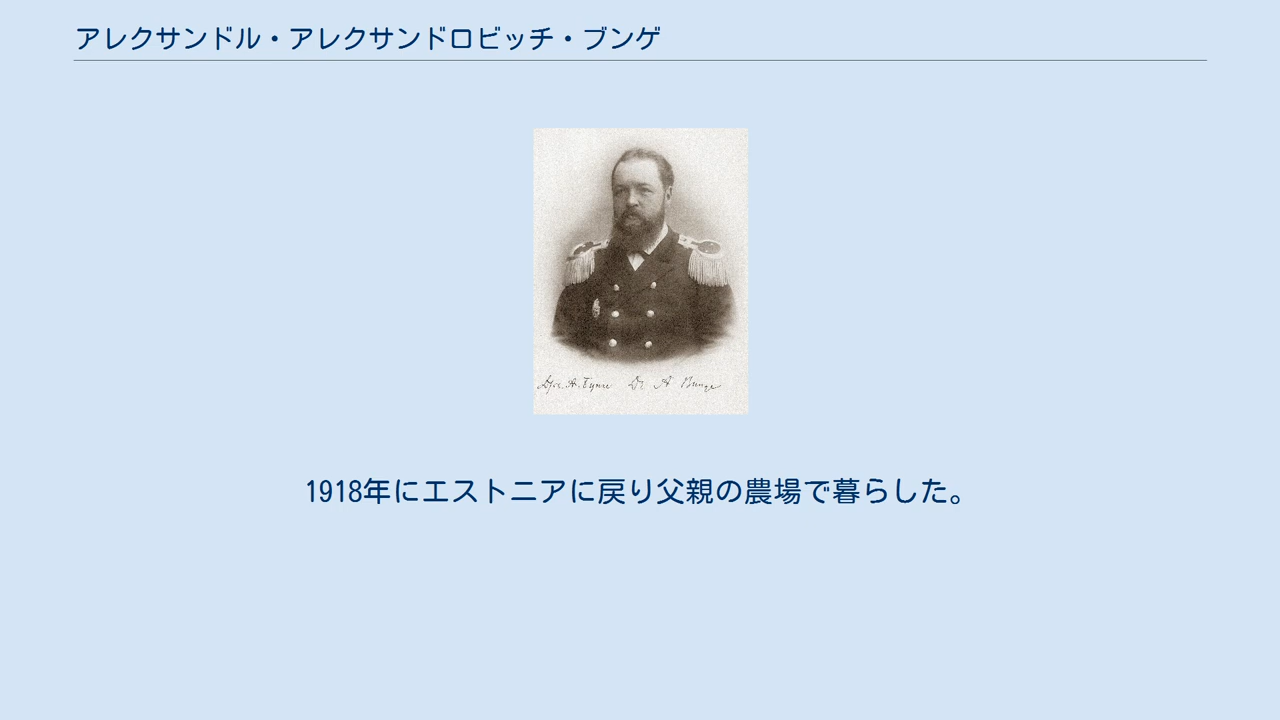 アレクサンドル・アレクサンドロビッチ・ブンゲ
Dr. A Bunge
1918年にエストニアに戻り父親の農場で暮らした。